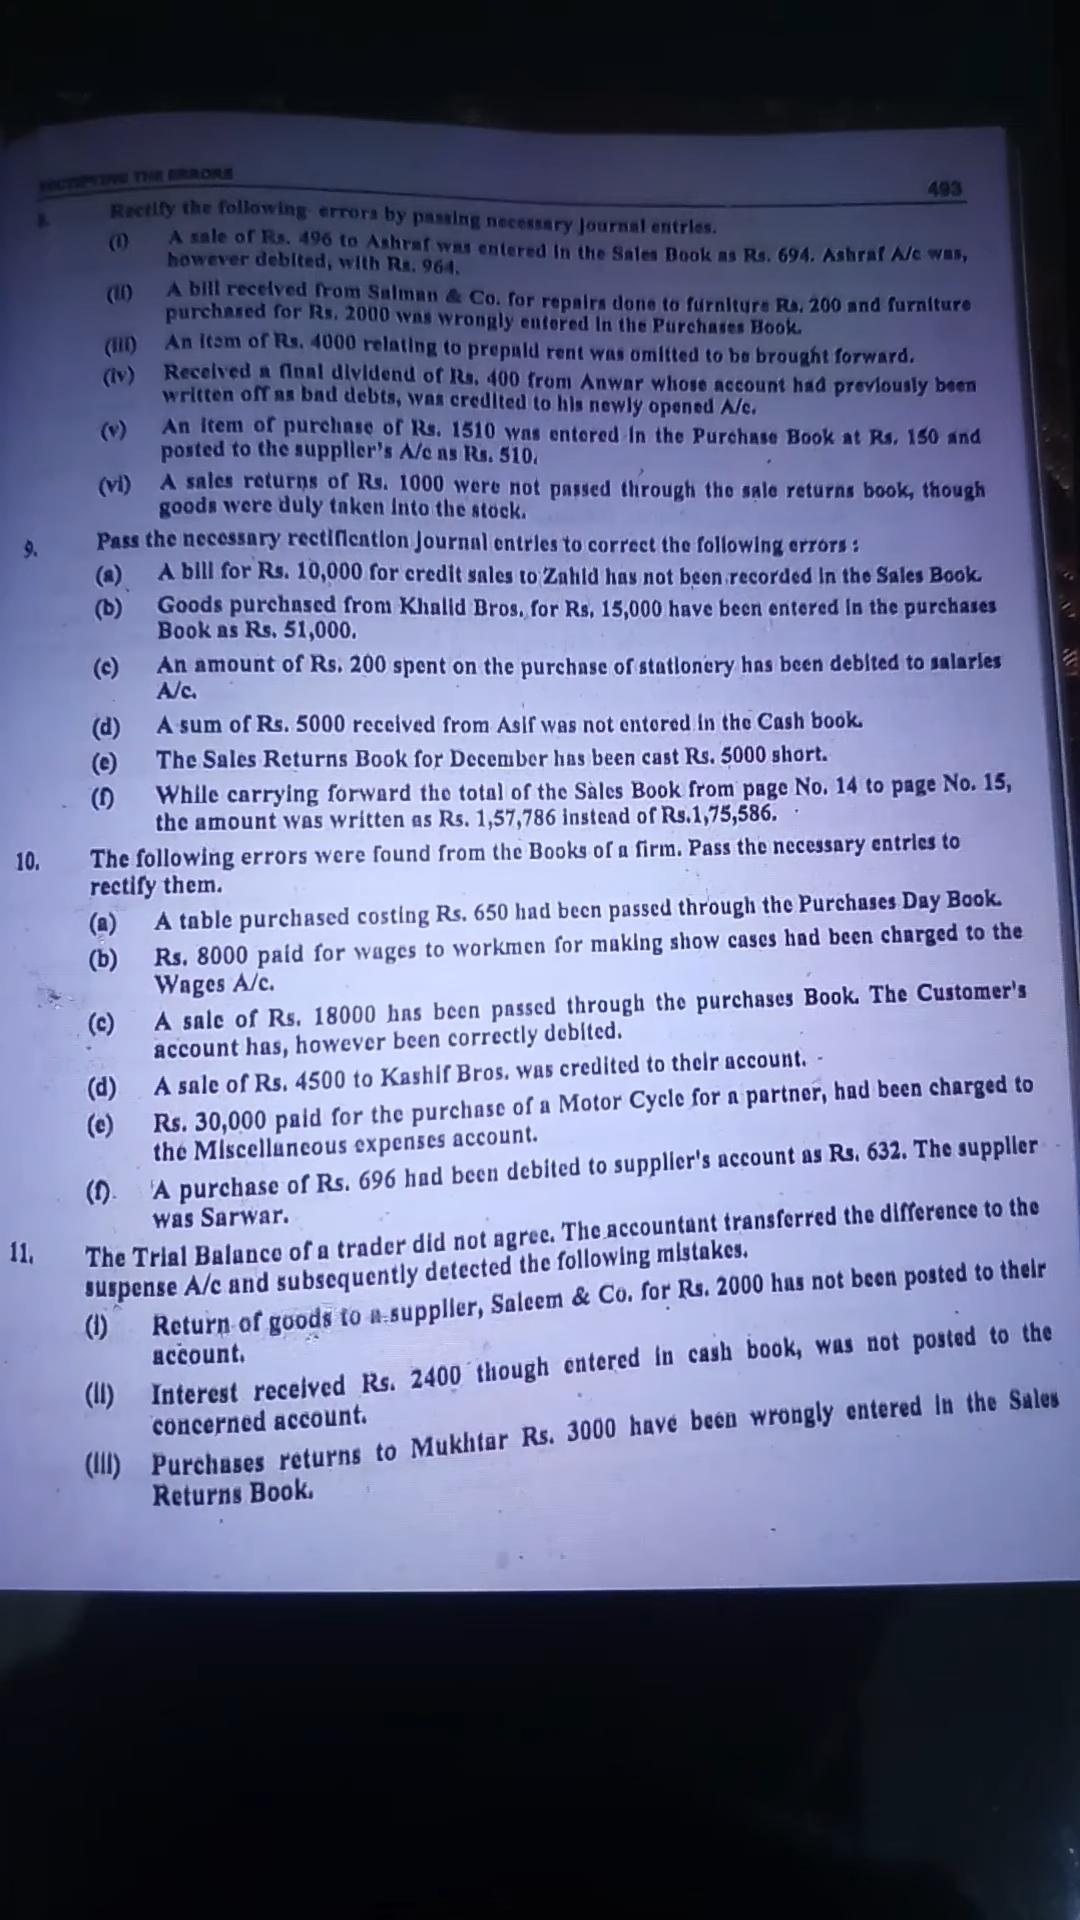 RECTIFYING THE ERRORS
493
8. Rectify the following errors by passing necessary journal entries.
(i) A sale of Rs. 496 to Ashraf was entered in the Sales Book as Rs. 694. Ashraf A/c was,
however debited, with Rs. 964.
(ii) A bill received from Salman & Co. for repairs done to furniture Rs. 200 and furniture
purchased for Rs. 2000 was wrongly entered in the Purchases Book.
(iii) An item of Rs. 4000 relating to prepaid rent was omitted to be brought forward.
(iv) Received a final dividend of Rs. 400 from Anwar whose account had previously been
written off as bad debts, was credited to his newly opened A/c.
(v) An item of purchase of Rs. 1510 was entered in the Purchase Book at Rs. 150 and
posted to the supplier's A/c as Rs. 510.
(vi) A sales returns of Rs. 1000 were not passed through the sale returns book, though
goods were duly taken into the stock.
9. Pass the necessary rectification journal entries to correct the following errors :
(a) A bill for Rs. 10,000 for credit sales to Zahid has not been recorded in the Sales Book.
(b) Goods purchased from Khalid Bros. for Rs. 15,000 have been entered in the purchases
Book as Rs. 51,000.
(c) An amount of Rs. 200 spent on the purchase of stationery has been debited to salaries
A/c.
(d) A sum of Rs. 5000 received from Asif was not entered in the Cash book.
(e) The Sales Returns Book for December has been cast Rs. 5000 short.
(f) While carrying forward the total of the Sales Book from page No. 14 to page No. 15,
the amount was written as Rs. 1,57,786 instead of Rs.1,75,586.
10. The following errors were found from the Books of a firm. Pass the necessary entries to
rectify them.
(a) A table purchased costing Rs. 650 had been passed through the Purchases Day Book.
(b) Rs. 8000 paid for wages to workmen for making show cases had been charged to the
Wages A/c.
(c) A sale of Rs. 18000 has been passed through the purchases Book. The Customer's
account has, however been correctly debited.
(d) A sale of Rs. 4500 to Kashif Bros. was credited to their account.
(e) Rs. 30,000 paid for the purchase of a Motor Cycle for a partner, had been charged to
the Miscellaneous expenses account.
(f). A purchase of Rs. 696 had been debited to supplier's account as Rs. 632. The supplier
was Sarwar.
11. The Trial Balance of a trader did not agree. The accountant transferred the difference to the
suspense A/c and subsequently detected the following mistakes.
(i) Return of goods to a supplier, Saleem & Co. for Rs. 2000 has not been posted to their
account.
(ii) Interest received Rs. 2400 though entered in cash book, was not posted to the
concerned account.
(iii) Purchases returns to Mukhtar Rs. 3000 have been wrongly entered in the Sales
Returns Book.